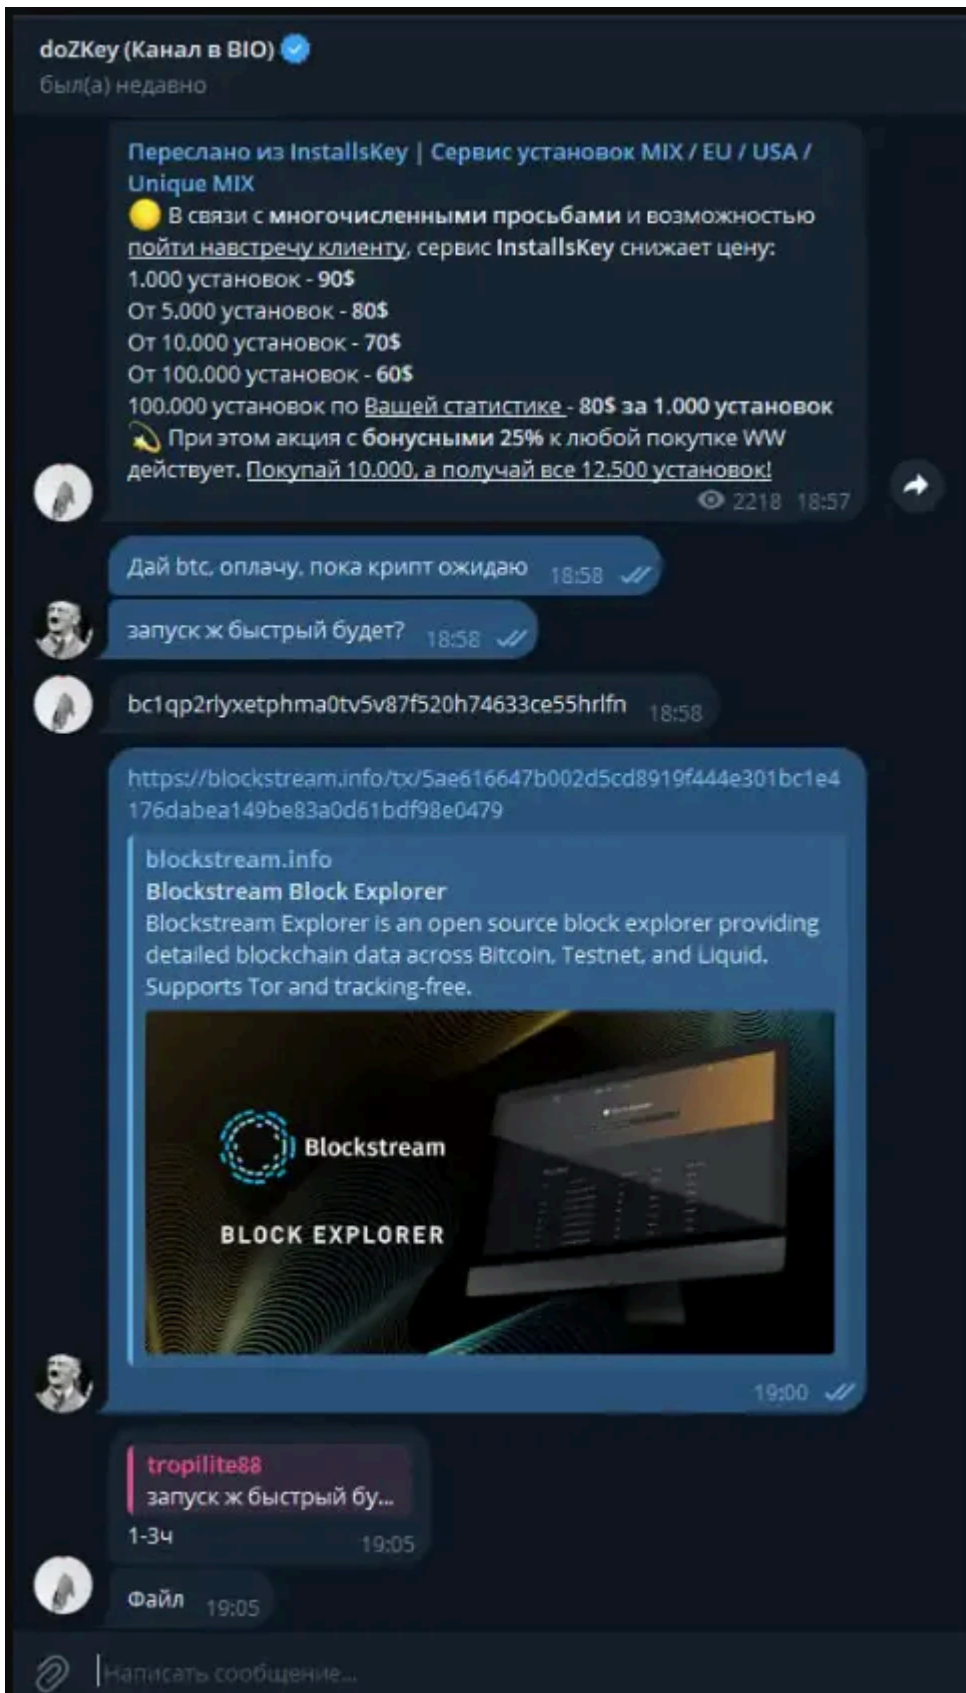 doZKey (Канал в BIO)
был(а) недавно
Переслано из InstallsKey | Сервис установок MIX / EU / USA /
Unique MIX
В связи с многочисленными просьбами и возможностью
пойти навстречу клиенту, сервис InstallsKey снижает цену:
1.000 установок - 90$
От 5.000 установок - 80$
От 10.000 установок - 70$
От 100.000 установок - 60$
100.000 установок по Вашей статистике - 80$ за 1.000 установок
При этом акция с бонусными 25% к любой покупке WW
действует. Покупай 10.000, а получай все 12.500 установок!
2218 18:57
Дай btc, оплачу, пока крипт ожидаю 18:58
запуск ж быстрый будет? 18:58
bc1qp2rlyxetphma0tv5v87f520h74633ce55hrlfn 18:58
https://blockstream.info/tx/5ae616647b002d5cd8919f444e301bc1e4
176dabea149be83a0d61bdf98e0479
blockstream.info
Blockstream Block Explorer
Blockstream Explorer is an open source block explorer providing
detailed blockchain data across Bitcoin, Testnet, and Liquid.
Supports Tor and tracking-free.
Blockstream
BLOCK EXPLORER
19:00
tropilite88
запуск ж быстрый бу...
1-3ч 19:05
Файл 19:05
Написать сообщение...